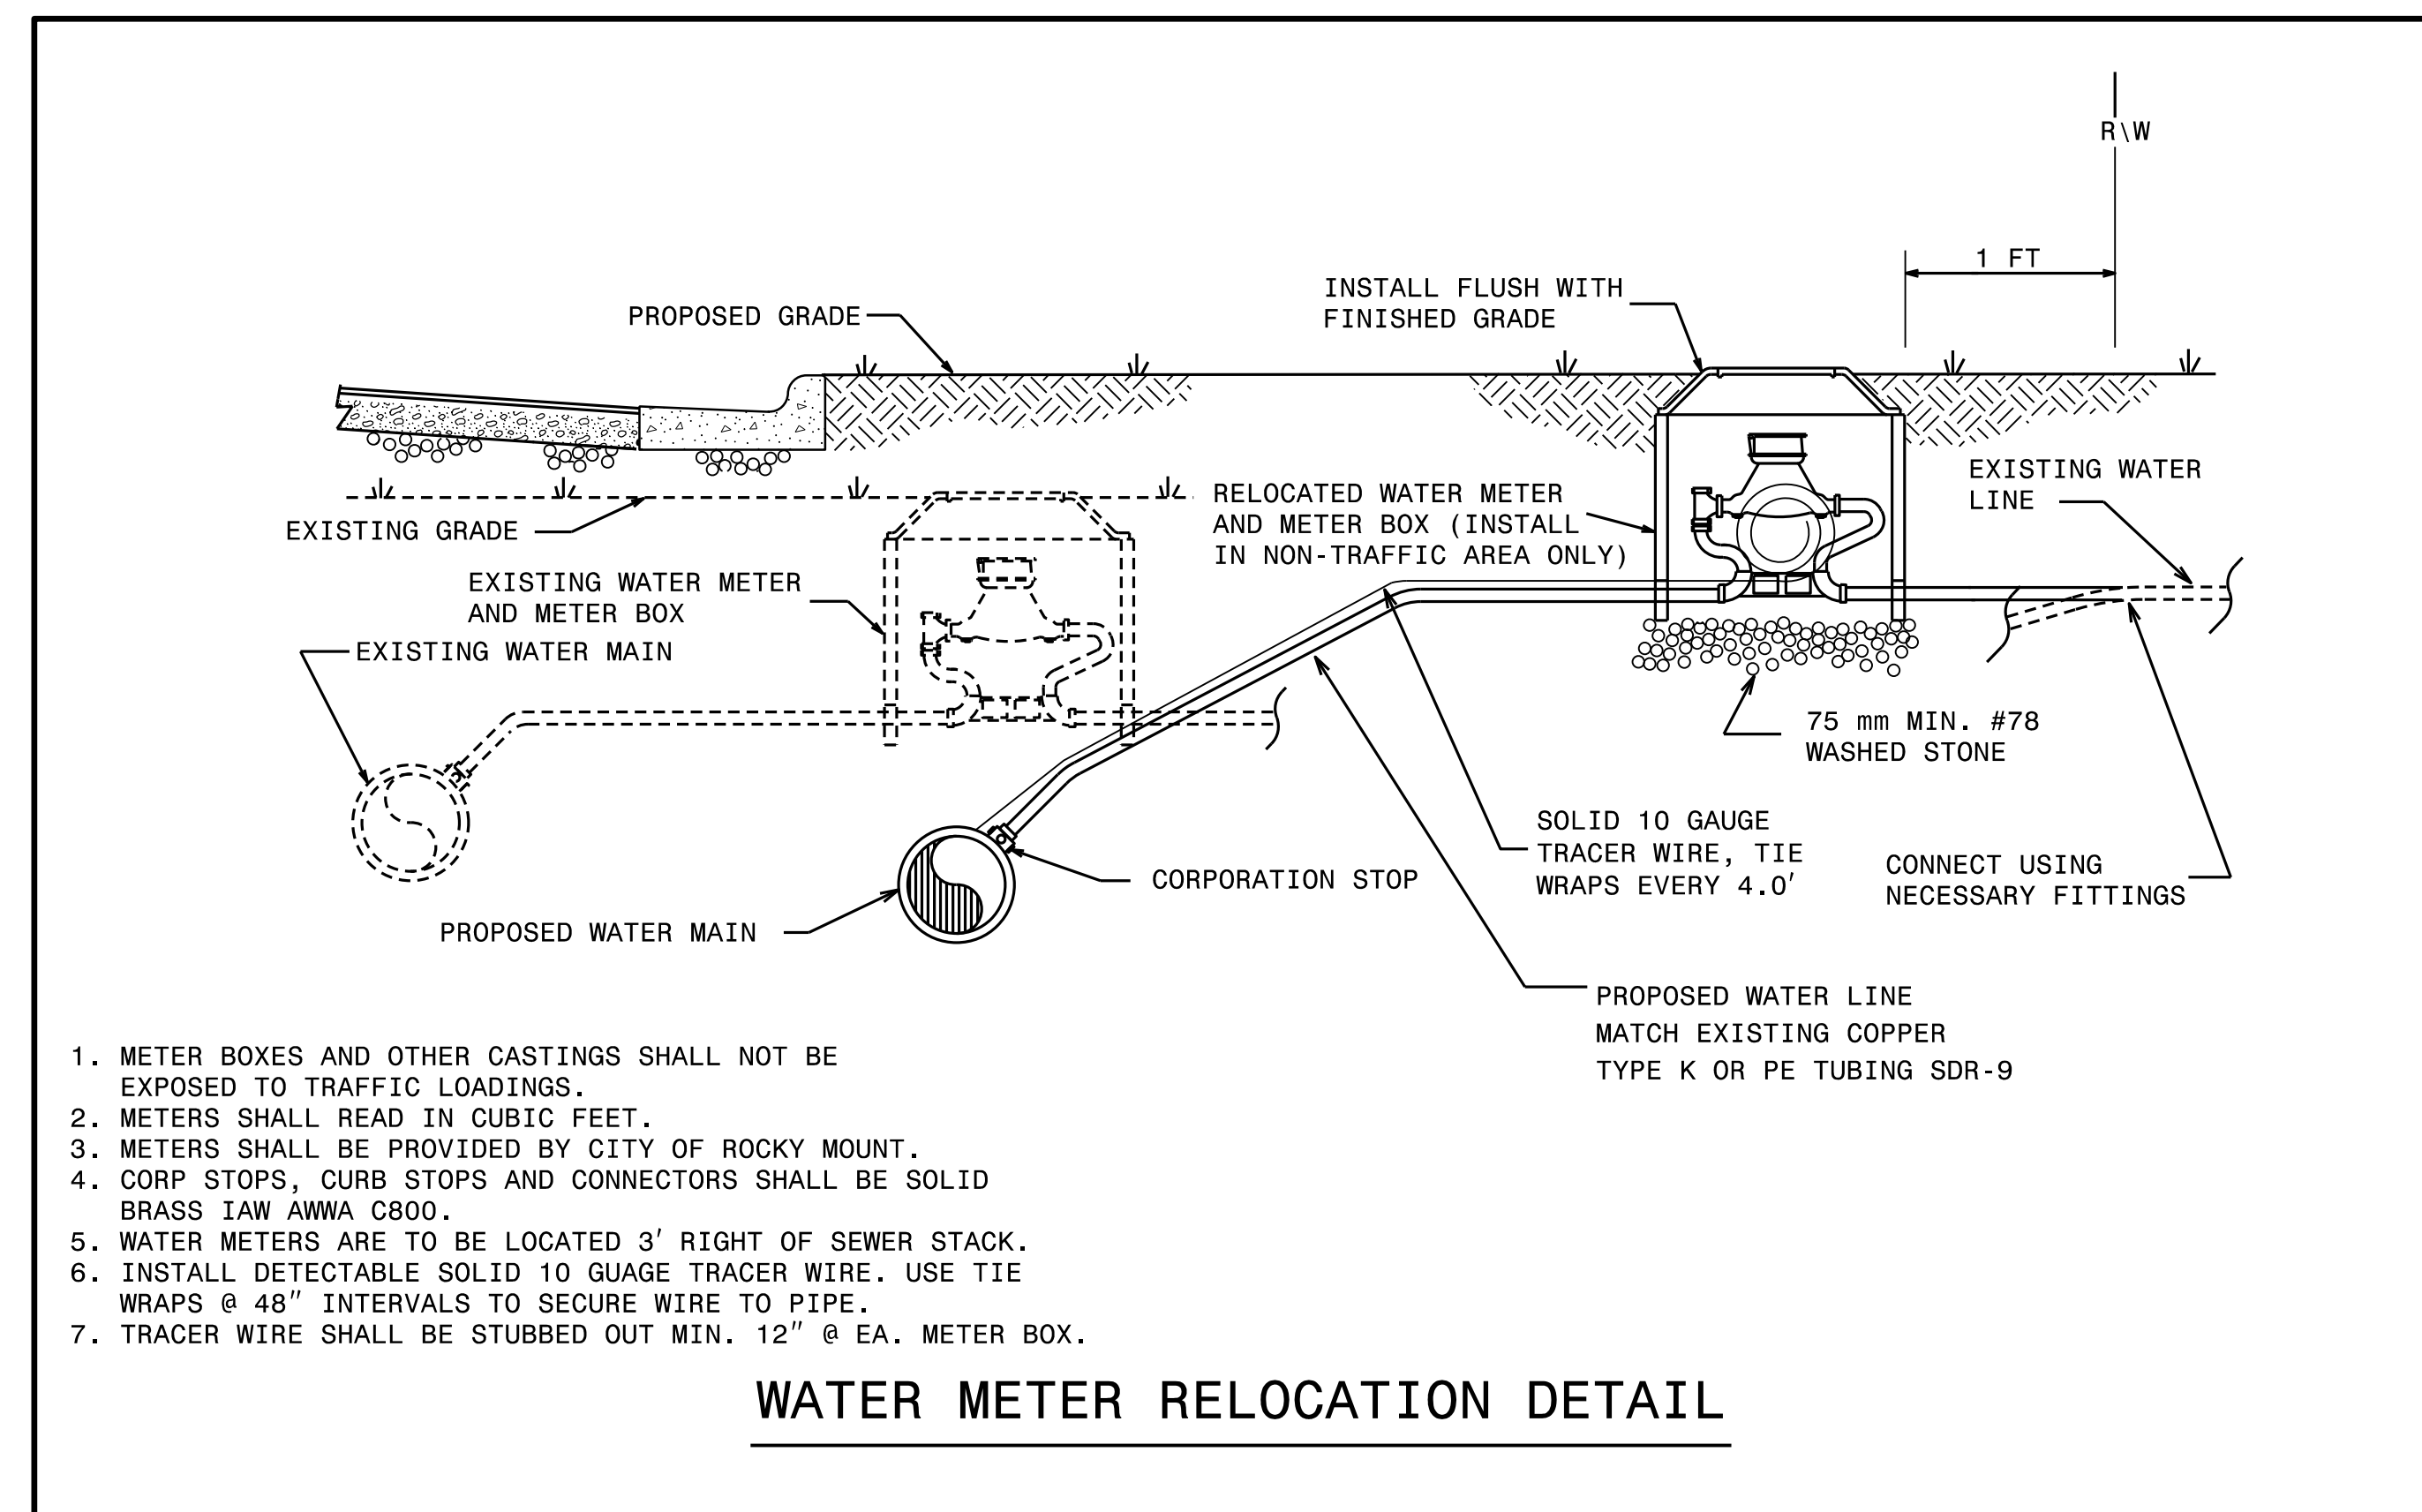 R\W
1 FT
INSTALL FLUSH WITH
FINISHED GRADE
PROPOSED GRADE
EXISTING WATER
LINE
RELOCATED WATER METER
AND METER BOX (INSTALL
IN NON-TRAFFIC AREA ONLY)
EXISTING GRADE
EXISTING WATER METER
AND METER BOX
EXISTING WATER MAIN
75 mm MIN. #78
WASHED STONE
SOLID 10 GAUGE
TRACER WIRE, TIE
WRAPS EVERY 4.0'
CONNECT USING
NECESSARY FITTINGS
CORPORATION STOP
PROPOSED WATER MAIN
PROPOSED WATER LINE
MATCH EXISTING COPPER
TYPE K OR PE TUBING SDR-9
1. METER BOXES AND OTHER CASTINGS SHALL NOT BE
EXPOSED TO TRAFFIC LOADINGS.
2. METERS SHALL READ IN CUBIC FEET.
3. METERS SHALL BE PROVIDED BY CITY OF ROCKY MOUNT.
4. CORP STOPS, CURB STOPS AND CONNECTORS SHALL BE SOLID
BRASS IAW AWWA C800.
5. WATER METERS ARE TO BE LOCATED 3' RIGHT OF SEWER STACK.
6. INSTALL DETECTABLE SOLID 10 GUAGE TRACER WIRE. USE TIE
WRAPS @ 48" INTERVALS TO SECURE WIRE TO PIPE.
7. TRACER WIRE SHALL BE STUBBED OUT MIN. 12" @ EA. METER BOX.
WATER METER RELOCATION DETAIL